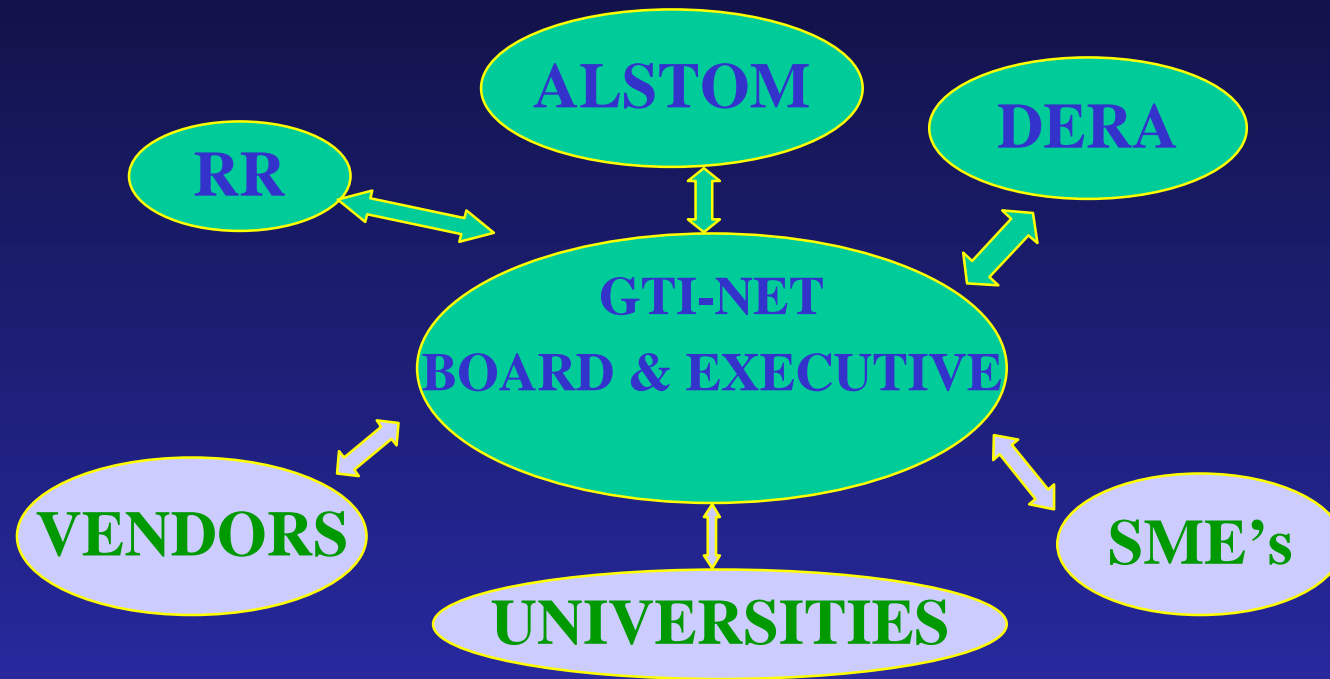 ALSTOM
DERA
RR
GTI-NET
BOARD & EXECUTIVE
VENDORS
SME’s
UNIVERSITIES